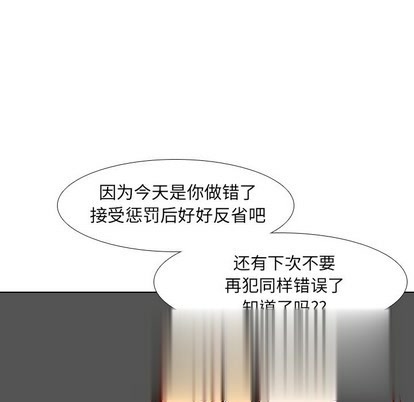 因为今天是你做错了
接受惩罚后好好反省吧
还有下次不要
再犯同样错误了
知道了吗??